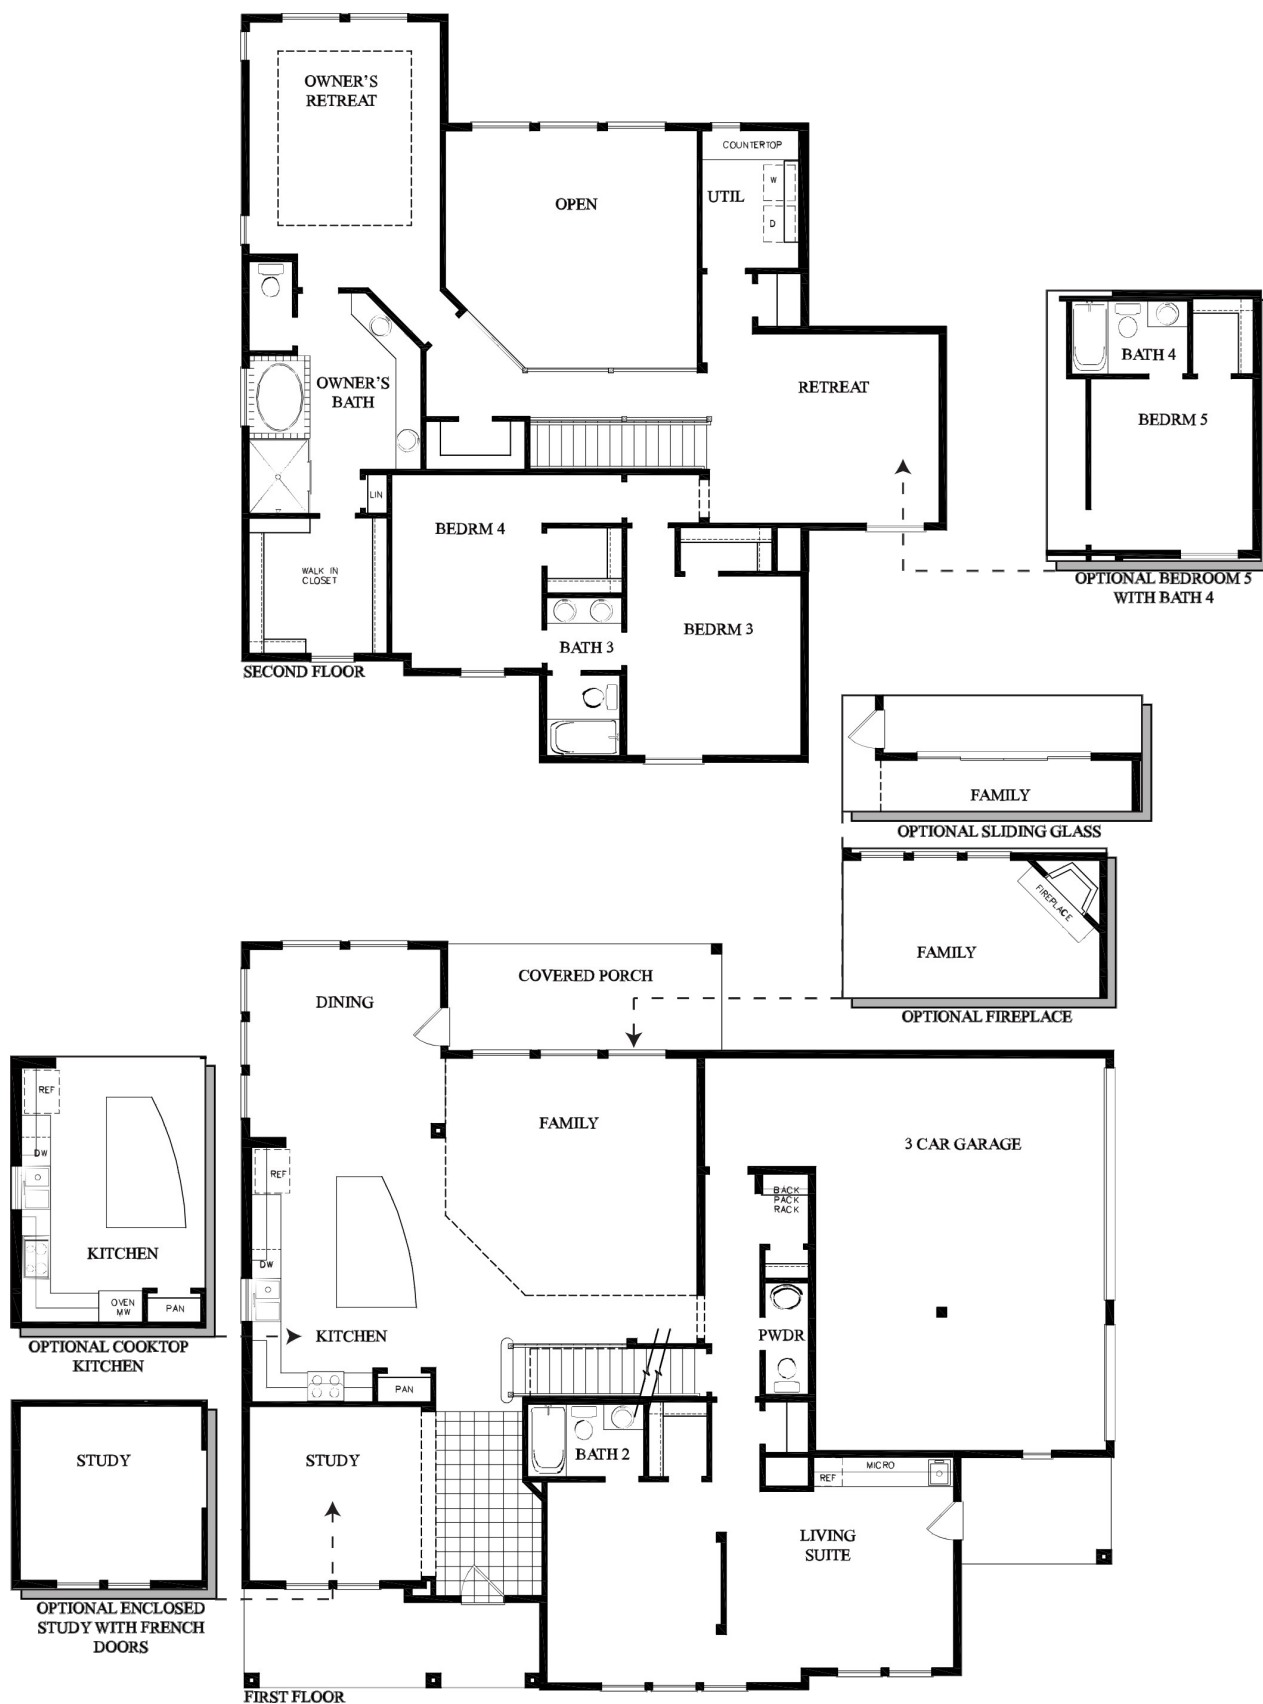 OWNER'S
RETREAT
OPEN
COUNTERTOP
UTIL
W
D
RETREAT
OWNER'S
BATH
LIN
WALK IN
CLOSET
BEDRM 4
BATH 3
BEDRM 3
SECOND FLOOR
BATH 4
BEDRM 5
OPTIONAL BEDROOM 5
WITH BATH 4
FAMILY
OPTIONAL SLIDING GLASS
FIREPLACE
FAMILY
OPTIONAL FIREPLACE
COVERED PORCH
DINING
FAMILY
3 CAR GARAGE
REF
DW
KITCHEN
OVEN
MW
PAN
OPTIONAL COOKTOP
KITCHEN
REF
DW
KITCHEN
PAN
BACK
PACK
RACK
PWDR
STUDY
OPTIONAL ENCLOSED
STUDY WITH FRENCH
DOORS
STUDY
BATH 2
REF
MICRO
LIVING
SUITE
FIRST FLOOR